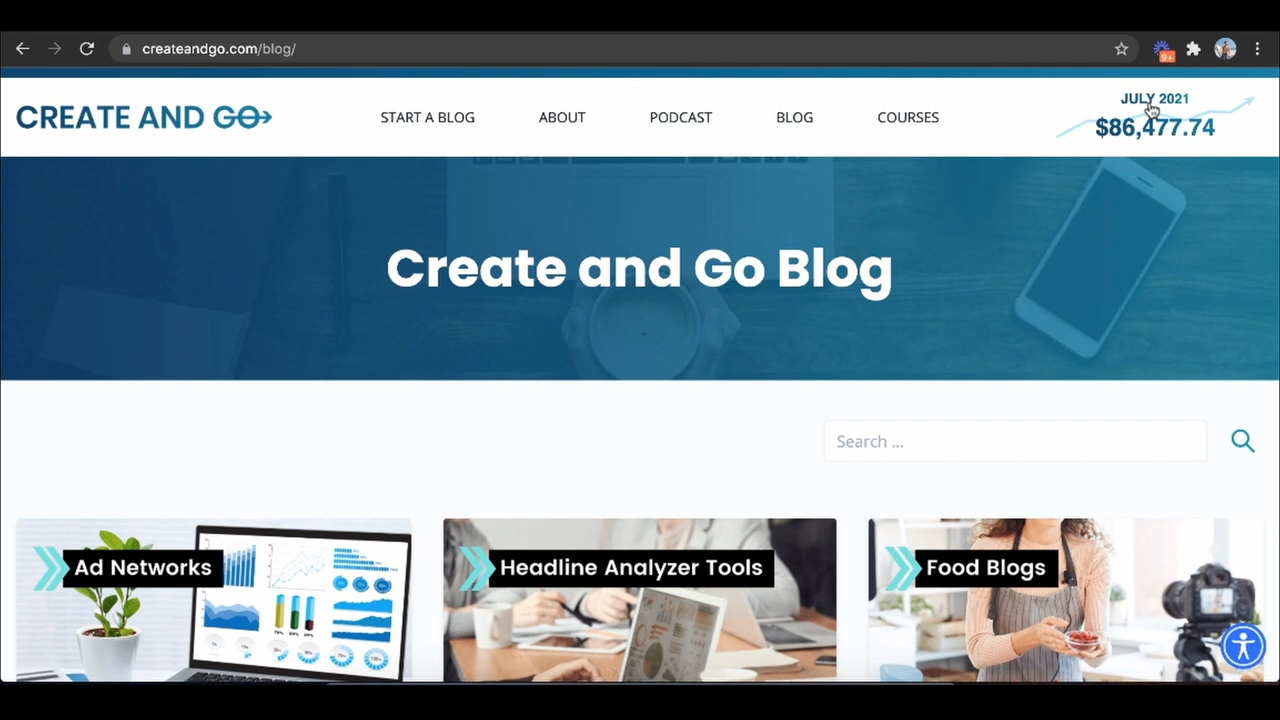 createandgo.com/blog/
9+
CREATE AND GO
START A BLOG
ABOUT
PODCAST
BLOG
COURSES
JULY 2021
$86,477.74
Create and Go Blog
Search ...
Ad Networks
Headline Analyzer Tools
Food Blogs